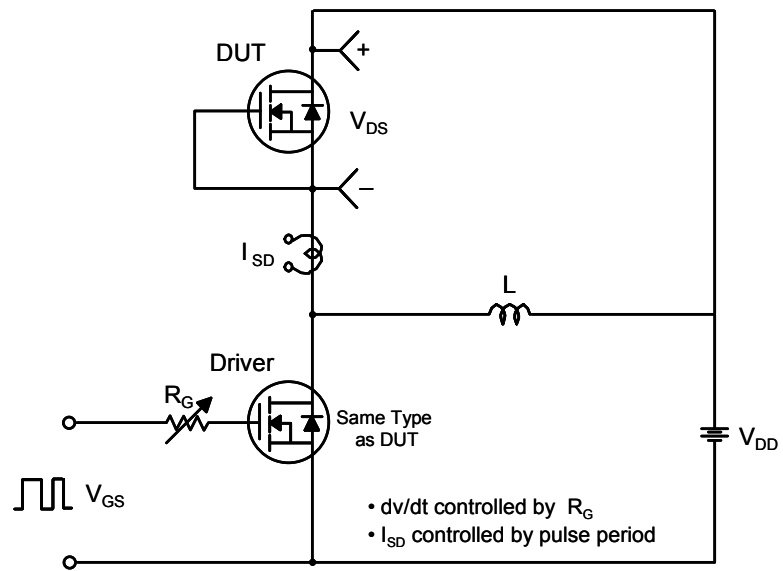 DUT
+
V_DS
–
I_SD
L
Driver
R_G
Same Type
as DUT
V_DD
V_GS
• dv/dt controlled by R_G
• I_SD controlled by pulse period